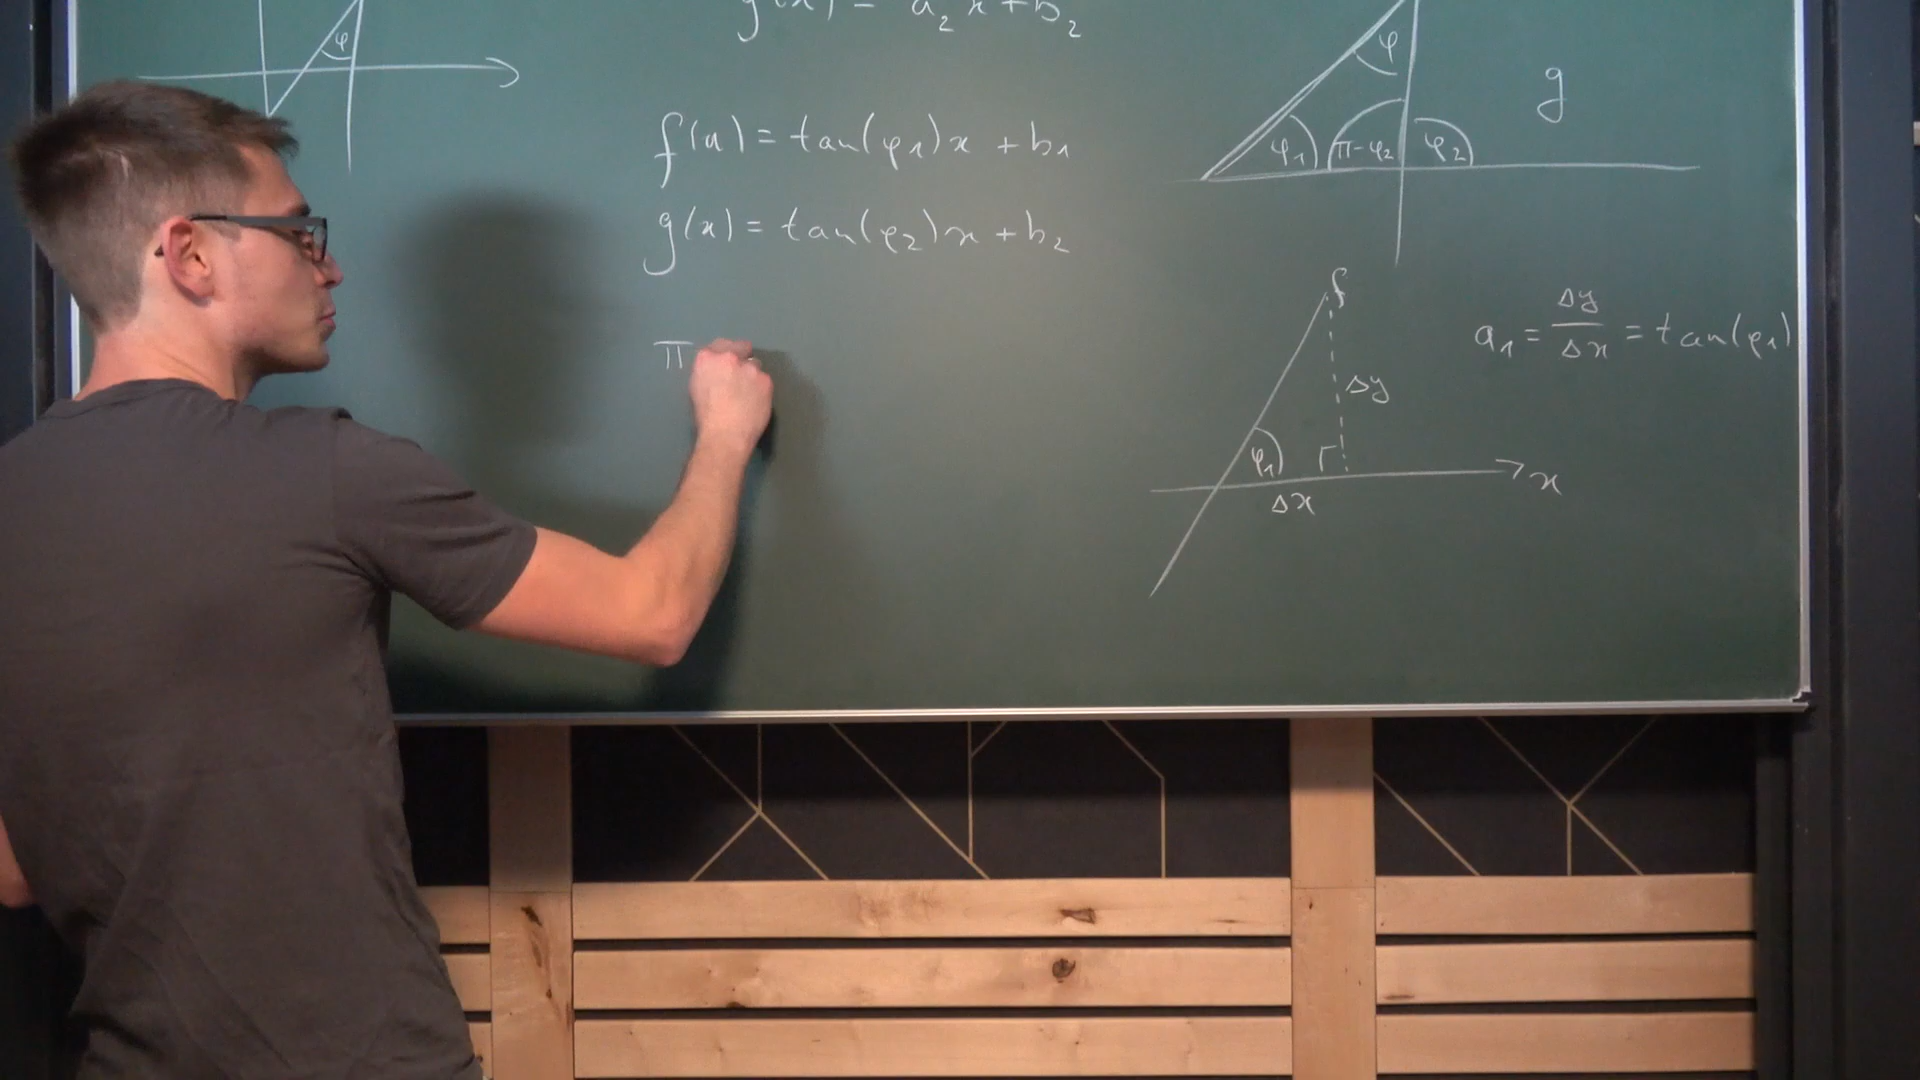 φ
g(x) = a₂x + b₂
f(x) = tan(φ₁)x + b₁
g(x) = tan(φ₂)x + b₂
π
φ
g
φ₁ π-φ₂ φ₂
f
a₁ = Δy/Δx = tan(φ₁)
Δy
φ₁
x
Δx